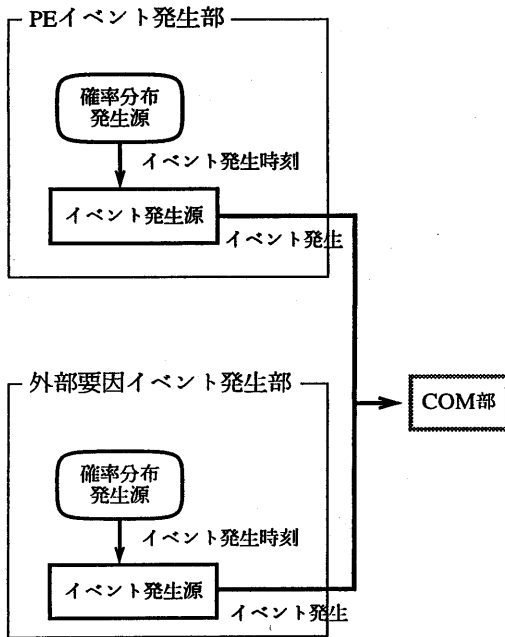 PEイベント発生部
確率分布
発生源
イベント発生時刻
イベント発生源
イベント発生
外部要因イベント発生部
COM部
確率分布
発生源
イベント発生時刻
イベント発生源
イベント発生